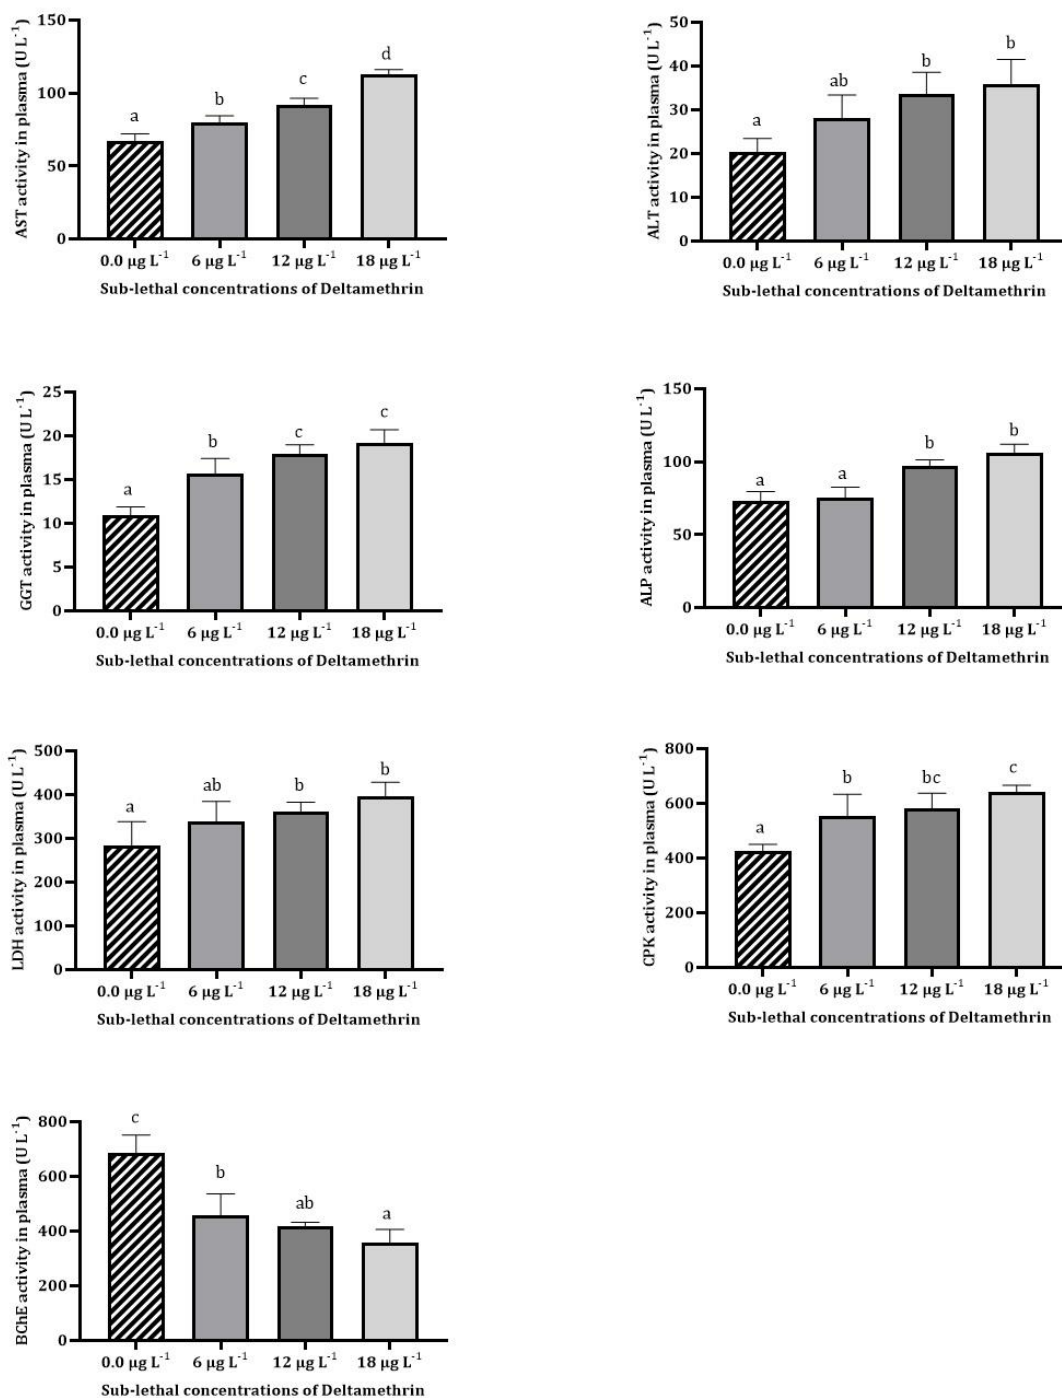 AST activity in plasma (U L⁻¹)
150
100
50
0
a
b
c
d
0.0 µg L⁻¹ 6 µg L⁻¹ 12 µg L⁻¹ 18 µg L⁻¹
Sub-lethal concentrations of Deltamethrin
ALT activity in plasma (U L⁻¹)
50
40
30
20
10
0
a
ab
b
b
0.0 µg L⁻¹ 6 µg L⁻¹ 12 µg L⁻¹ 18 µg L⁻¹
Sub-lethal concentrations of Deltamethrin
GGT activity in plasma (U L⁻¹)
25
20
15
10
5
0
a
b
c
c
0.0 µg L⁻¹ 6 µg L⁻¹ 12 µg L⁻¹ 18 µg L⁻¹
Sub-lethal concentrations of Deltamethrin
ALP activity in plasma (U L⁻¹)
150
100
50
0
a
a
b
b
0.0 µg L⁻¹ 6 µg L⁻¹ 12 µg L⁻¹ 18 µg L⁻¹
Sub-lethal concentrations of Deltamethrin
LDH activity in plasma (U L⁻¹)
500
400
300
200
100
0
a
ab
b
b
0.0 µg L⁻¹ 6 µg L⁻¹ 12 µg L⁻¹ 18 µg L⁻¹
Sub-lethal concentrations of Deltamethrin
CPK activity in plasma (U L⁻¹)
800
600
400
200
0
a
b
bc
c
0.0 µg L⁻¹ 6 µg L⁻¹ 12 µg L⁻¹ 18 µg L⁻¹
Sub-lethal concentrations of Deltamethrin
BChE activity in plasma (U L⁻¹)
800
600
400
200
0
c
b
ab
a
0.0 µg L⁻¹ 6 µg L⁻¹ 12 µg L⁻¹ 18 µg L⁻¹
Sub-lethal concentrations of Deltamethrin